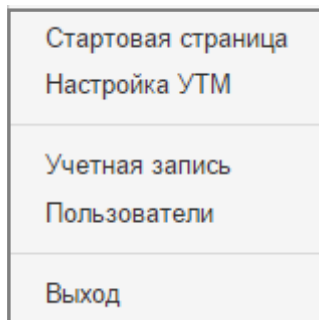 Стартовая страница
Настройка УТМ
Учетная запись
Пользователи
Выход